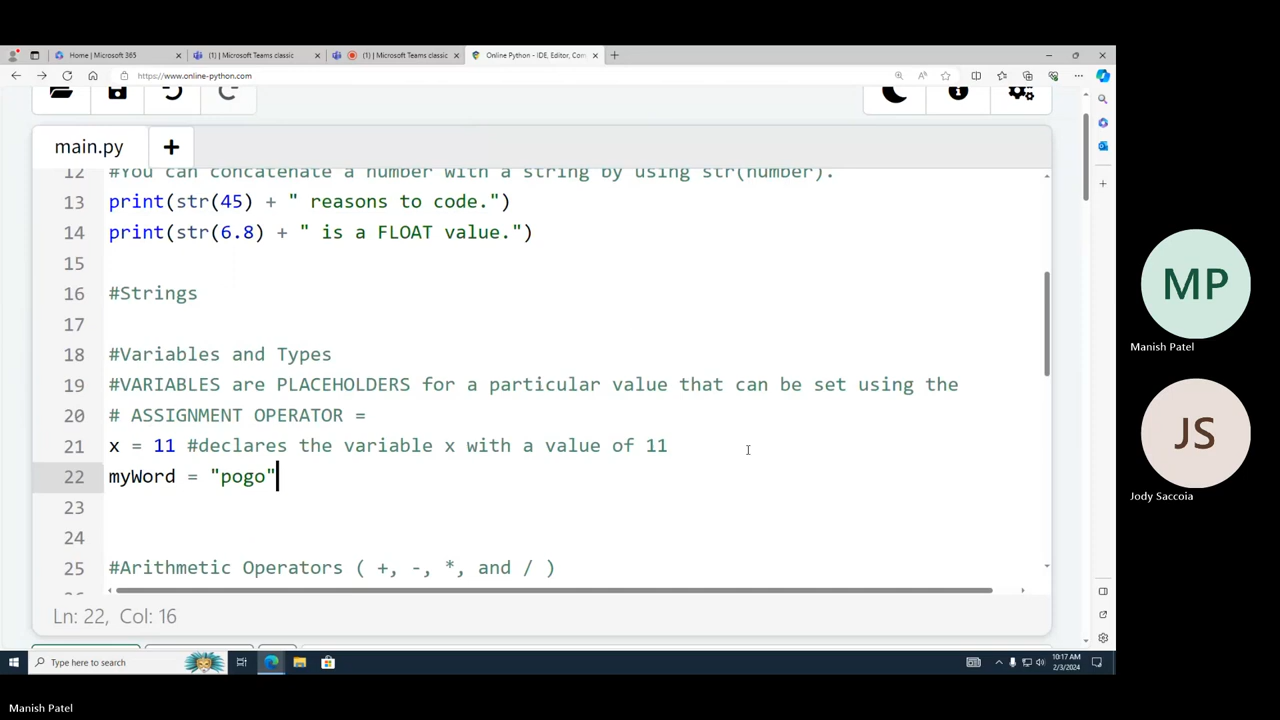 Home | Microsoft 365
(1) | Microsoft Teams classic
(1) | Microsoft Teams classic
Online Python - IDE, Editor, Com
https://www.online-python.com
main.py
12 #You can concatenate a number with a string by using str(number).
13 print(str(45) + " reasons to code.")
14 print(str(6.8) + " is a FLOAT value.")
15
16 #Strings
17
18 #Variables and Types
19 #VARIABLES are PLACEHOLDERS for a particular value that can be set using the
20 # ASSIGNMENT OPERATOR =
21 x = 11 #declares the variable x with a value of 11
22 myWord = "pogo"
23
24
25 #Arithmetic Operators ( +, -, *, and / )
Ln: 22, Col: 16
Type here to search
10:17 AM
2/3/2024
MP
Manish Patel
JS
Jody Saccoia
Manish Patel